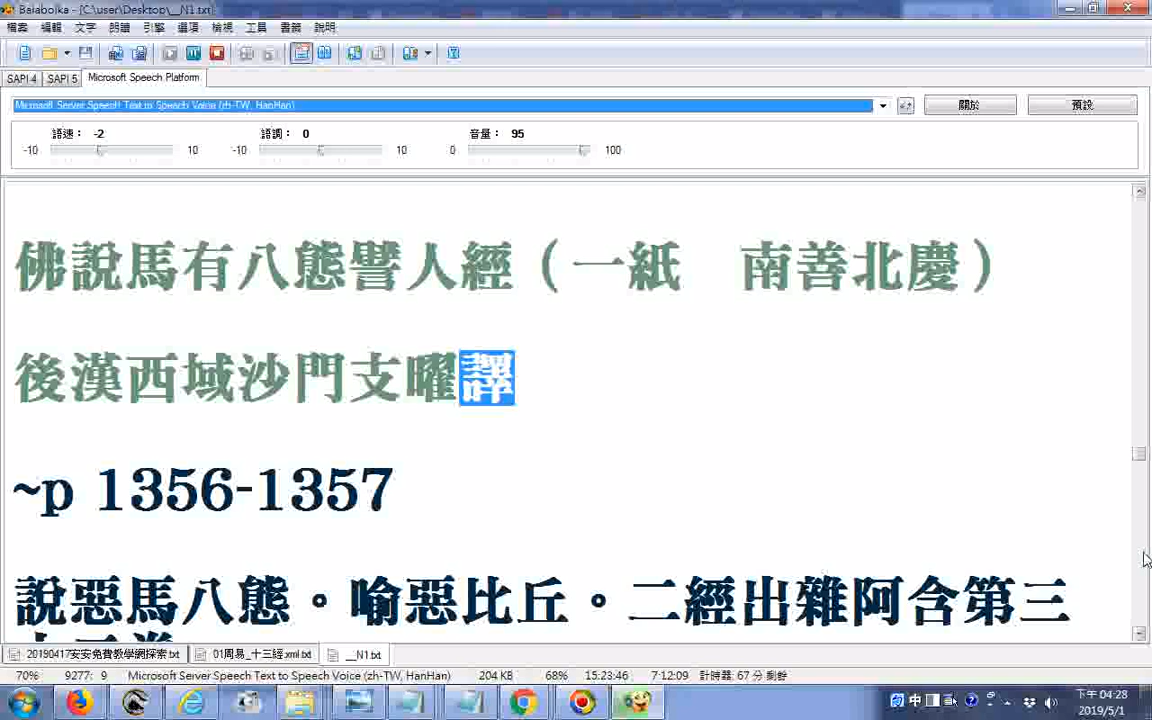 Balabolka - [C:\user\Desktop\__N1.txt]
檔案 編輯 文字 朗讀 引擎 選項 檢視 工具 書籤 說明
SAPI 4 SAPI 5 Microsoft Speech Platform
Microsoft Server Speech Text to Speech Voice (zh-TW, HanHan)
關於 預設
語速： -2 語調： 0 音量： 95
-10 10 -10 10 0 100
佛說馬有八態譬人經（一紙　南善北慶）
後漢西域沙門支曜譯
~p 1356-1357
說惡馬八態。喻惡比丘。二經出雜阿含第三
20190417安安免費教學網探索.txt 01周易_十三經.xml.txt __N1.txt
70% 9277: 9 Microsoft Server Speech Text to Speech Voice (zh-TW, HanHan) 204 KB 68% 15:23:46 7:12:09 計時器: 67 分 剩餘
中
下午 04:28
2019/5/1